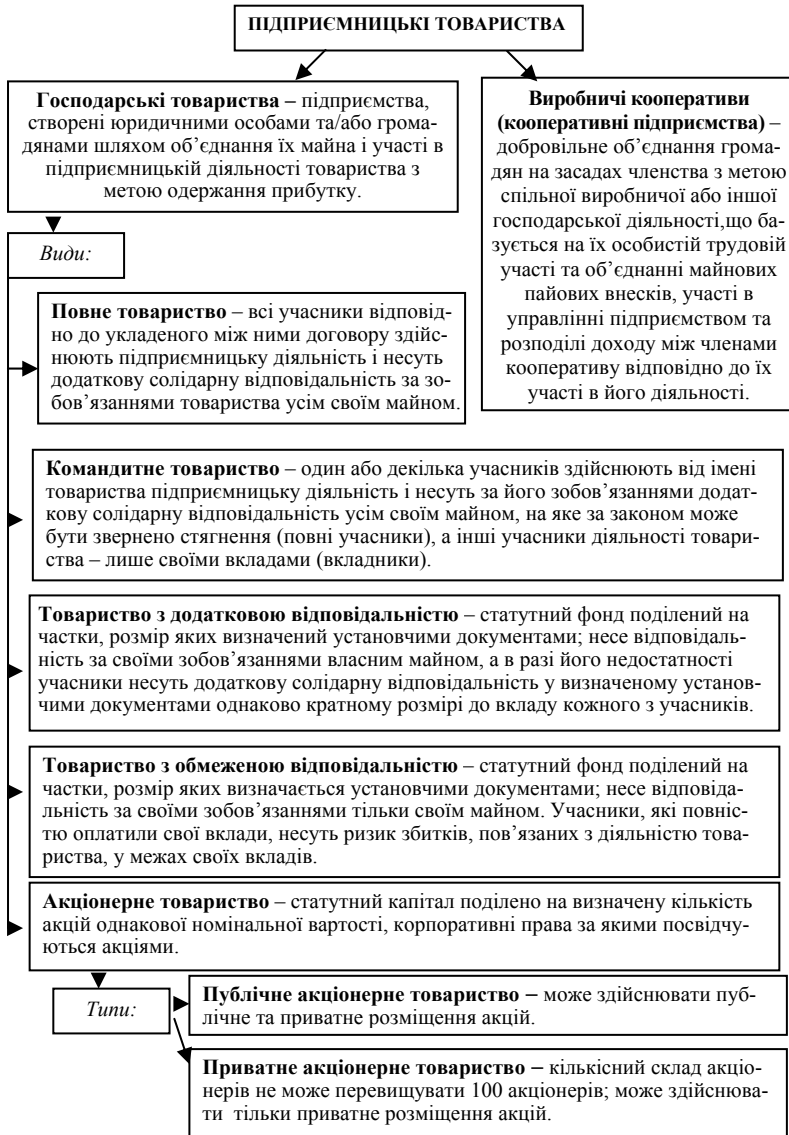 ПІДПРИЄМНИЦЬКІ ТОВАРИСТВА
Господарські товариства – підприємства,
створені юридичними особами та/або грома-
дянами шляхом об’єднання їх майна і участі в
підприємницькій діяльності товариства з
метою одержання прибутку.
Виробничі кооперативи
(кооперативні підприємства) –
добровільне об’єднання грома-
дян на засадах членства з метою
спільної виробничої або іншої
господарської діяльності,що ба-
зується на їх особистій трудовій
участі та об’єднанні майнових
пайових внесків, участі в
управлінні підприємством та
розподілі доходу між членами
кооперативу відповідно до їх
участі в його діяльності.
Види:
Повне товариство – всі учасники відповід-
но до укладеного між ними договору здійс-
нюють підприємницьку діяльність і несуть
додаткову солідарну відповідальність за зо-
бов’язаннями товариства усім своїм майном.
Командитне товариство – один або декілька учасників здійснюють від імені
товариства підприємницьку діяльність і несуть за його зобов’язаннями додат-
кову солідарну відповідальність усім своїм майном, на яке за законом може
бути звернено стягнення (повні учасники), а інші учасники діяльності товари-
ства – лише своїми вкладами (вкладники).
Товариство з додатковою відповідальністю – статутний фонд поділений на
частки, розмір яких визначений установчими документами; несе відповідаль-
ність за своїми зобов’язаннями власним майном, а в разі його недостатності
учасники несуть додаткову солідарну відповідальність у визначеному установ-
чими документами однаково кратному розмірі до вкладу кожного з учасників.
Товариство з обмеженою відповідальністю – статутний фонд поділений на
частки, розмір яких визначається установчими документами; несе відповіда-
льність за своїми зобов’язаннями тільки своїм майном. Учасники, які повніс-
тю оплатили свої вклади, несуть ризик збитків, пов’язаних з діяльністю това-
риства, у межах своїх вкладів.
Акціонерне товариство – статутний капітал поділено на визначену кількість
акцій однакової номінальної вартості, корпоративні права за якими посвідчу-
ються акціями.
Типи:
Публічне акціонерне товариство – може здійснювати пуб-
лічне та приватне розміщення акцій.
Приватне акціонерне товариство – кількісний склад акціо-
нерів не може перевищувати 100 акціонерів; може здійснюва-
ти тільки приватне розміщення акцій.